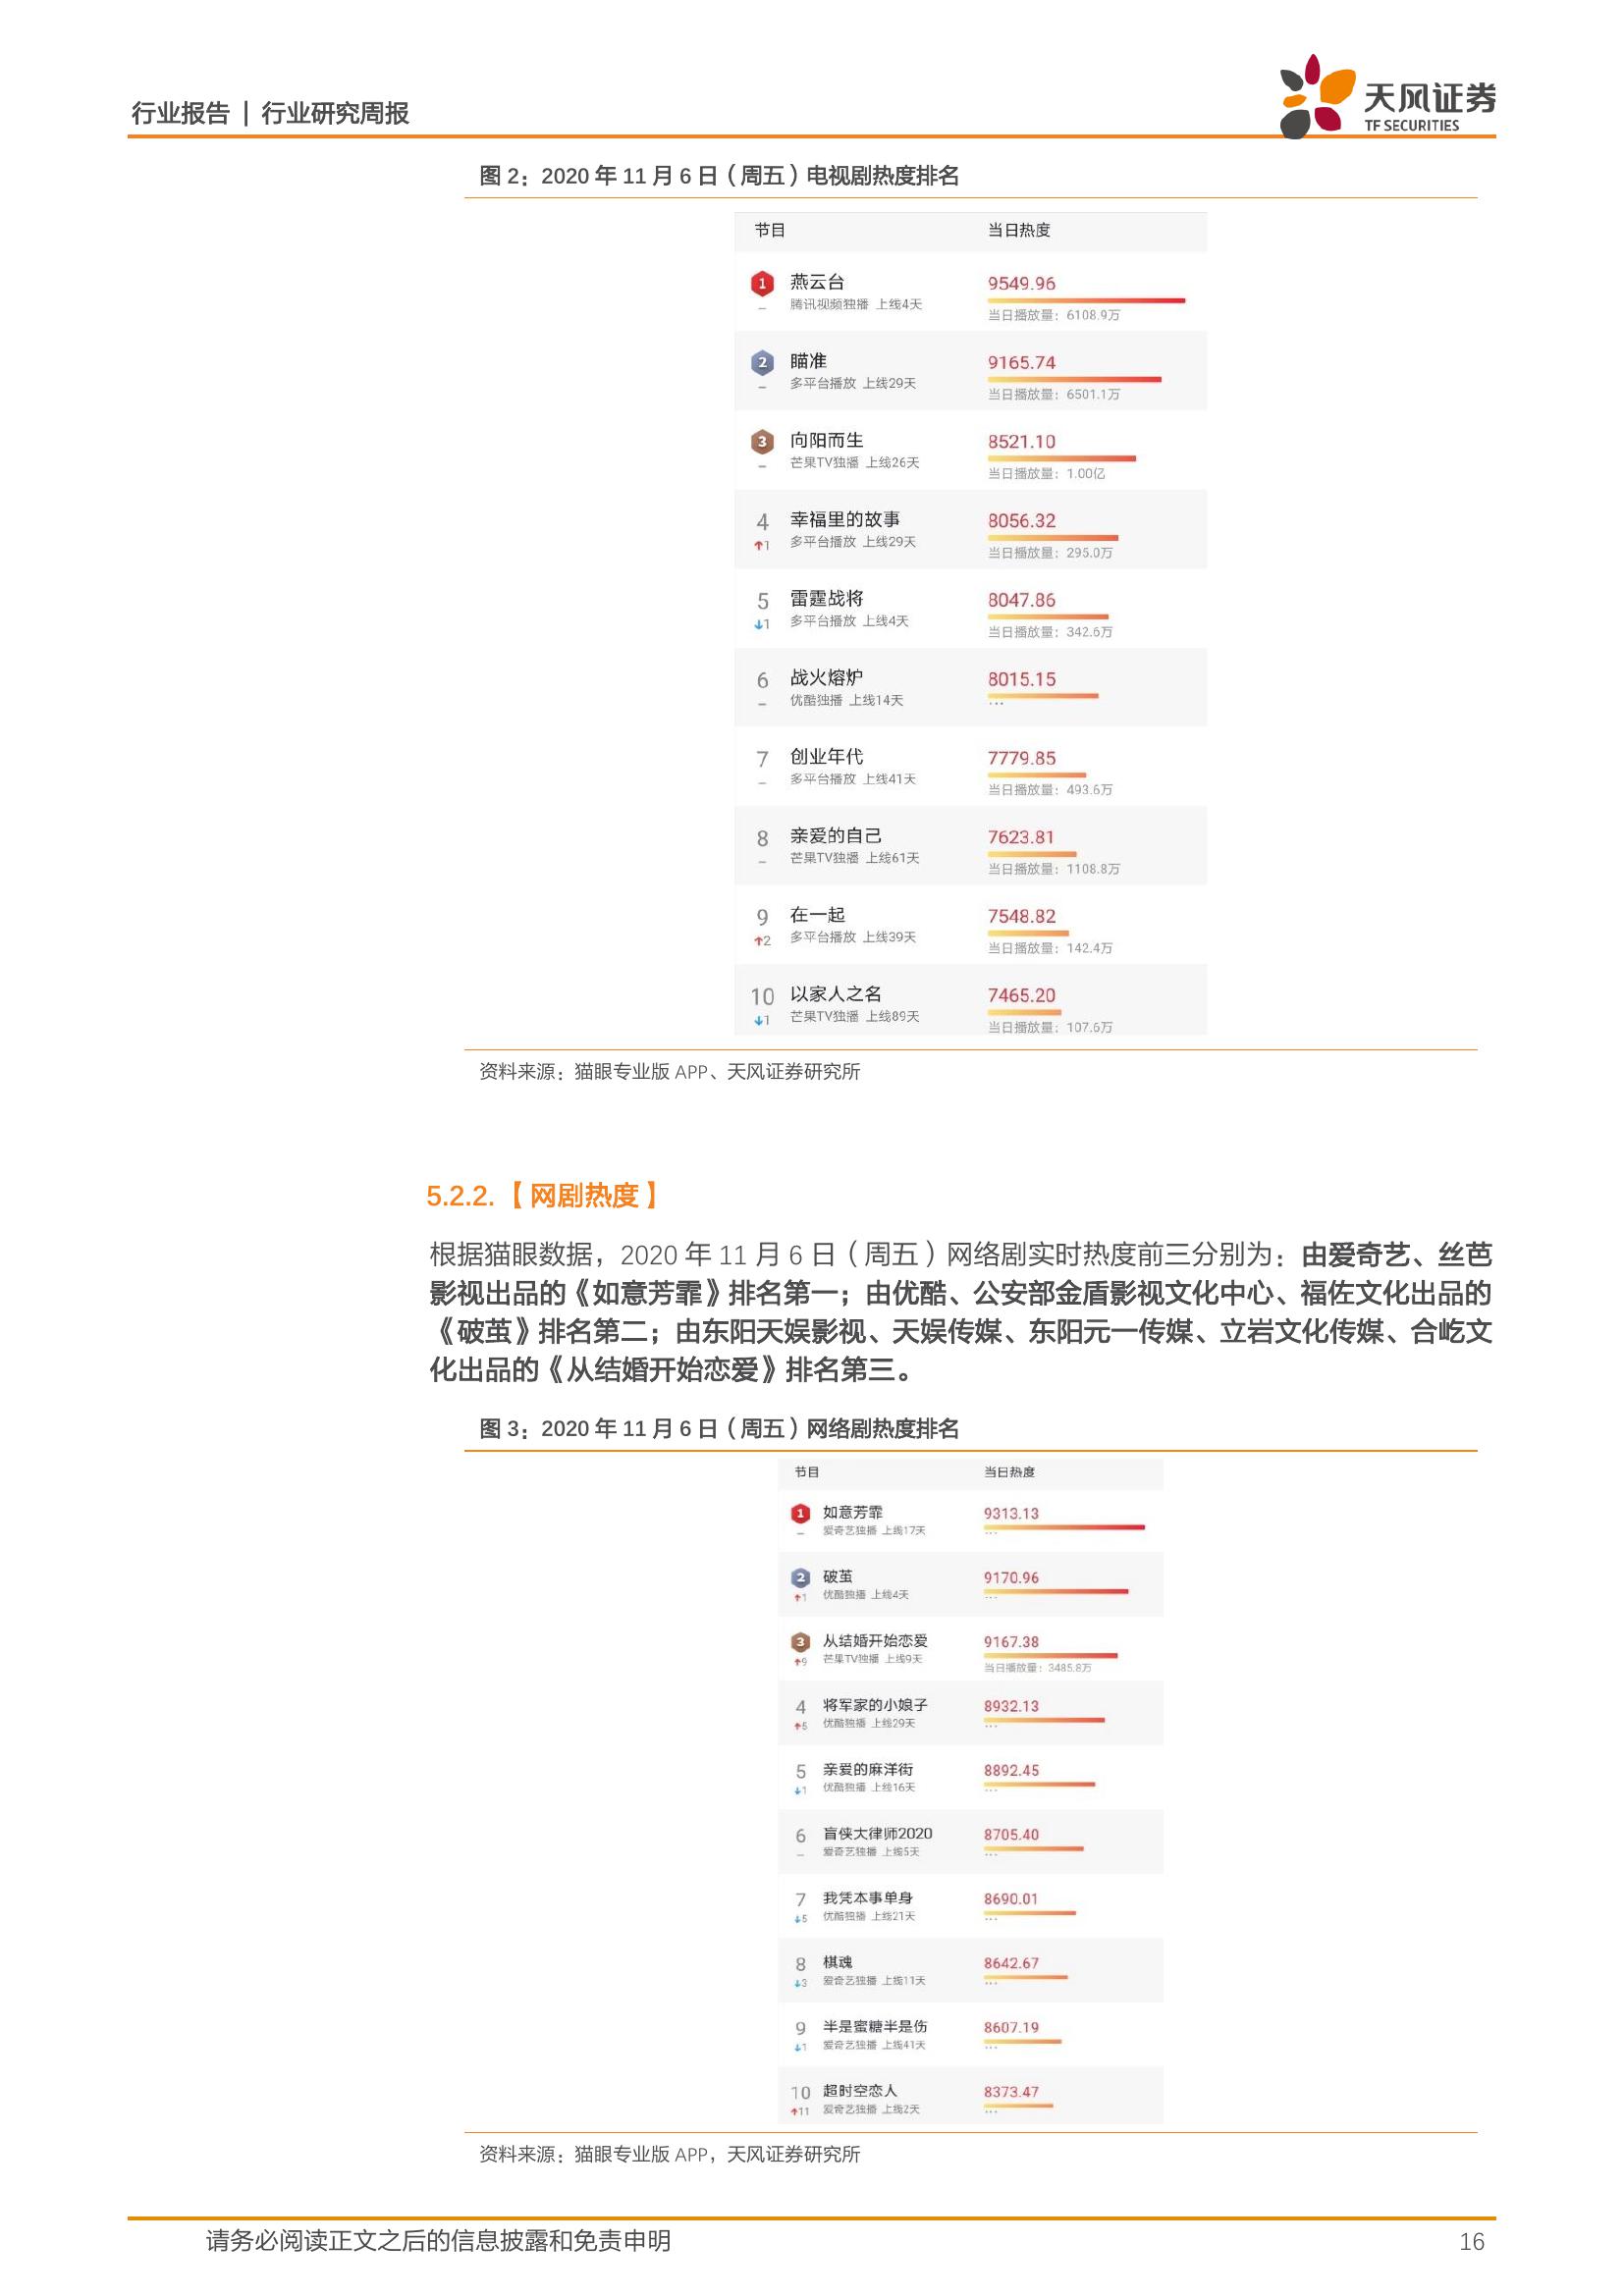 行业报告 | 行业研究周报
天风证券
TF SECURITIES
图 2：2020 年 11 月 6 日（周五）电视剧热度排名
节目 当日热度
1 燕云台 9549.96
– 腾讯视频独播 上线4天 当日播放量：6108.9万
2 瞄准 9165.74
– 多平台播放 上线29天 当日播放量：6501.1万
3 向阳而生 8521.10
– 芒果TV独播 上线26天 当日播放量：1.00亿
4 幸福里的故事 8056.32
↑1 多平台播放 上线29天 当日播放量：295.0万
5 雷霆战将 8047.86
↓1 多平台播放 上线4天 当日播放量：342.6万
6 战火熔炉 8015.15
– 优酷独播 上线14天 ...
7 创业年代 7779.85
– 多平台播放 上线41天 当日播放量：493.6万
8 亲爱的自己 7623.81
– 芒果TV独播 上线61天 当日播放量：1108.8万
9 在一起 7548.82
↑2 多平台播放 上线39天 当日播放量：142.4万
10 以家人之名 7465.20
↓1 芒果TV独播 上线89天 当日播放量：107.6万
资料来源：猫眼专业版 APP、天风证券研究所
5.2.2.【网剧热度】
根据猫眼数据，2020 年 11 月 6 日（周五）网络剧实时热度前三分别为：由爱奇艺、丝芭
影视出品的《如意芳霏》排名第一；由优酷、公安部金盾影视文化中心、福佐文化出品的
《破茧》排名第二；由东阳天娱影视、天娱传媒、东阳元一传媒、立岩文化传媒、合屹文
化出品的《从结婚开始恋爱》排名第三。
图 3：2020 年 11 月 6 日（周五）网络剧热度排名
节目 当日热度
1 如意芳霏 9313.13
– 爱奇艺独播 上线17天 ...
2 破茧 9170.96
↑1 优酷独播 上线4天 ...
3 从结婚开始恋爱 9167.38
↑9 芒果TV独播 上线9天 当日播放量：3485.8万
4 将军家的小娘子 8932.13
↑5 优酷独播 上线29天 ...
5 亲爱的麻洋街 8892.45
↓1 优酷独播 上线16天 ...
6 盲侠大律师2020 8705.40
– 爱奇艺独播 上线5天 ...
7 我凭本事单身 8690.01
↓5 优酷独播 上线21天 ...
8 棋魂 8642.67
↓3 爱奇艺独播 上线11天 ...
9 半是蜜糖半是伤 8607.19
↓1 爱奇艺独播 上线41天 ...
10 超时空恋人 8373.47
↑11 爱奇艺独播 上线2天 ...
资料来源：猫眼专业版 APP，天风证券研究所
请务必阅读正文之后的信息披露和免责申明 16